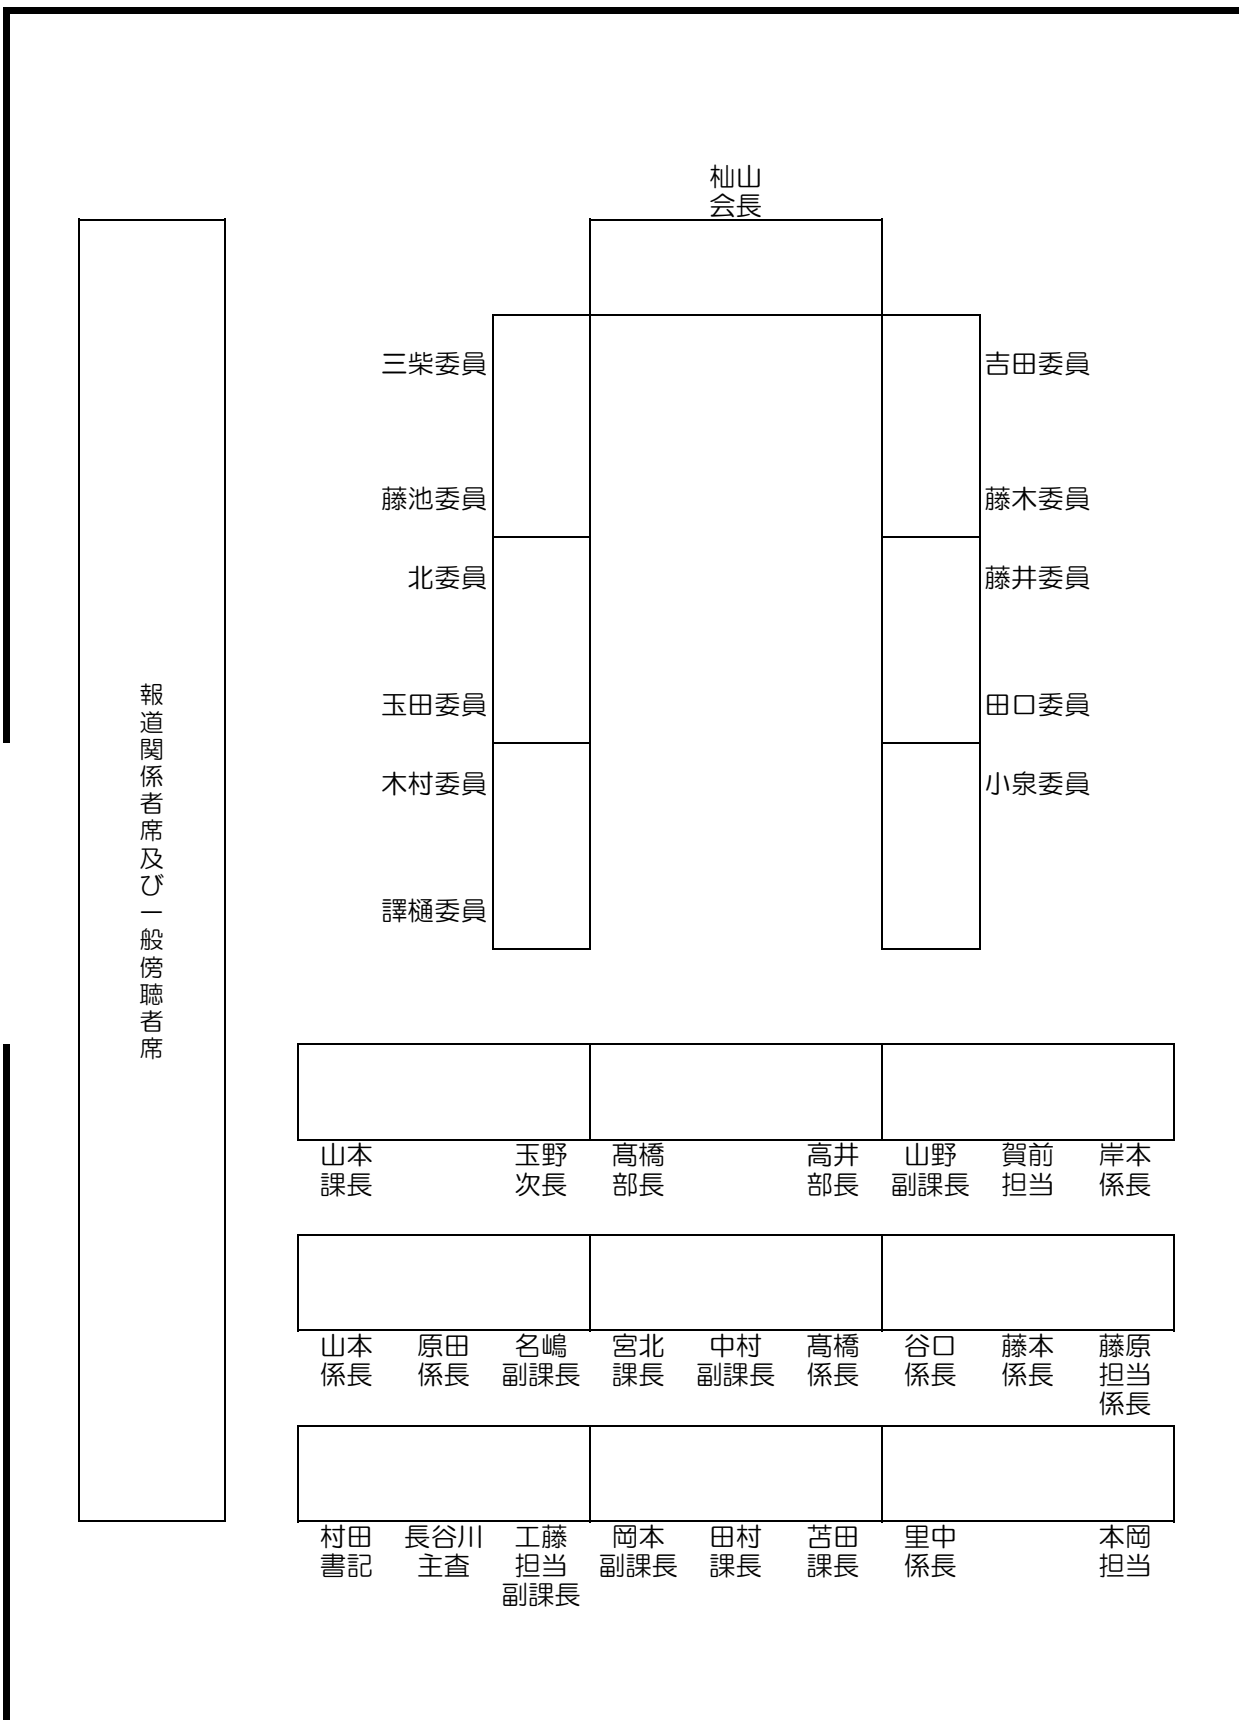 杣山
会長
三柴委員
吉田委員
藤池委員
藤木委員
北委員
藤井委員
玉田委員
田口委員
木村委員
小泉委員
譯樋委員
報道関係者席及び一般傍聴者席
山本
課長
玉野
次長
髙橋
部長
高井
部長
山野
副課長
賀前
担当
岸本
係長
山本
係長
原田
係長
名嶋
副課長
宮北
課長
中村
副課長
髙橋
係長
谷口
係長
藤本
係長
藤原
担当
係長
村田
書記
長谷川
主査
工藤
担当
副課長
岡本
副課長
田村
課長
苫田
課長
里中
係長
本岡
担当